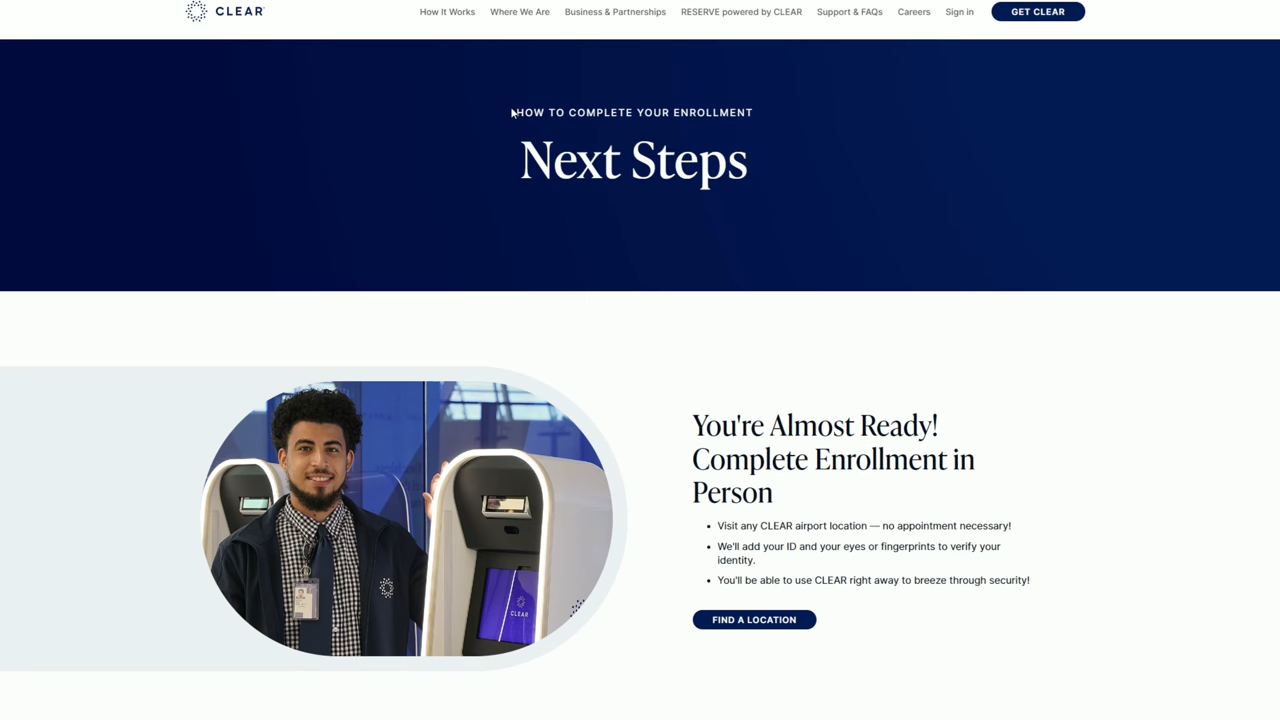 CLEAR
How It Works
Where We Are
Business & Partnerships
RESERVE powered by CLEAR
Support & FAQs
Careers
Sign in
GET CLEAR
HOW TO COMPLETE YOUR ENROLLMENT
Next Steps
You're Almost Ready!
Complete Enrollment in
Person
• Visit any CLEAR airport location — no appointment necessary!
• We'll add your ID and your eyes or fingerprints to verify your
identity.
• You'll be able to use CLEAR right away to breeze through security!
CLEAR
FIND A LOCATION